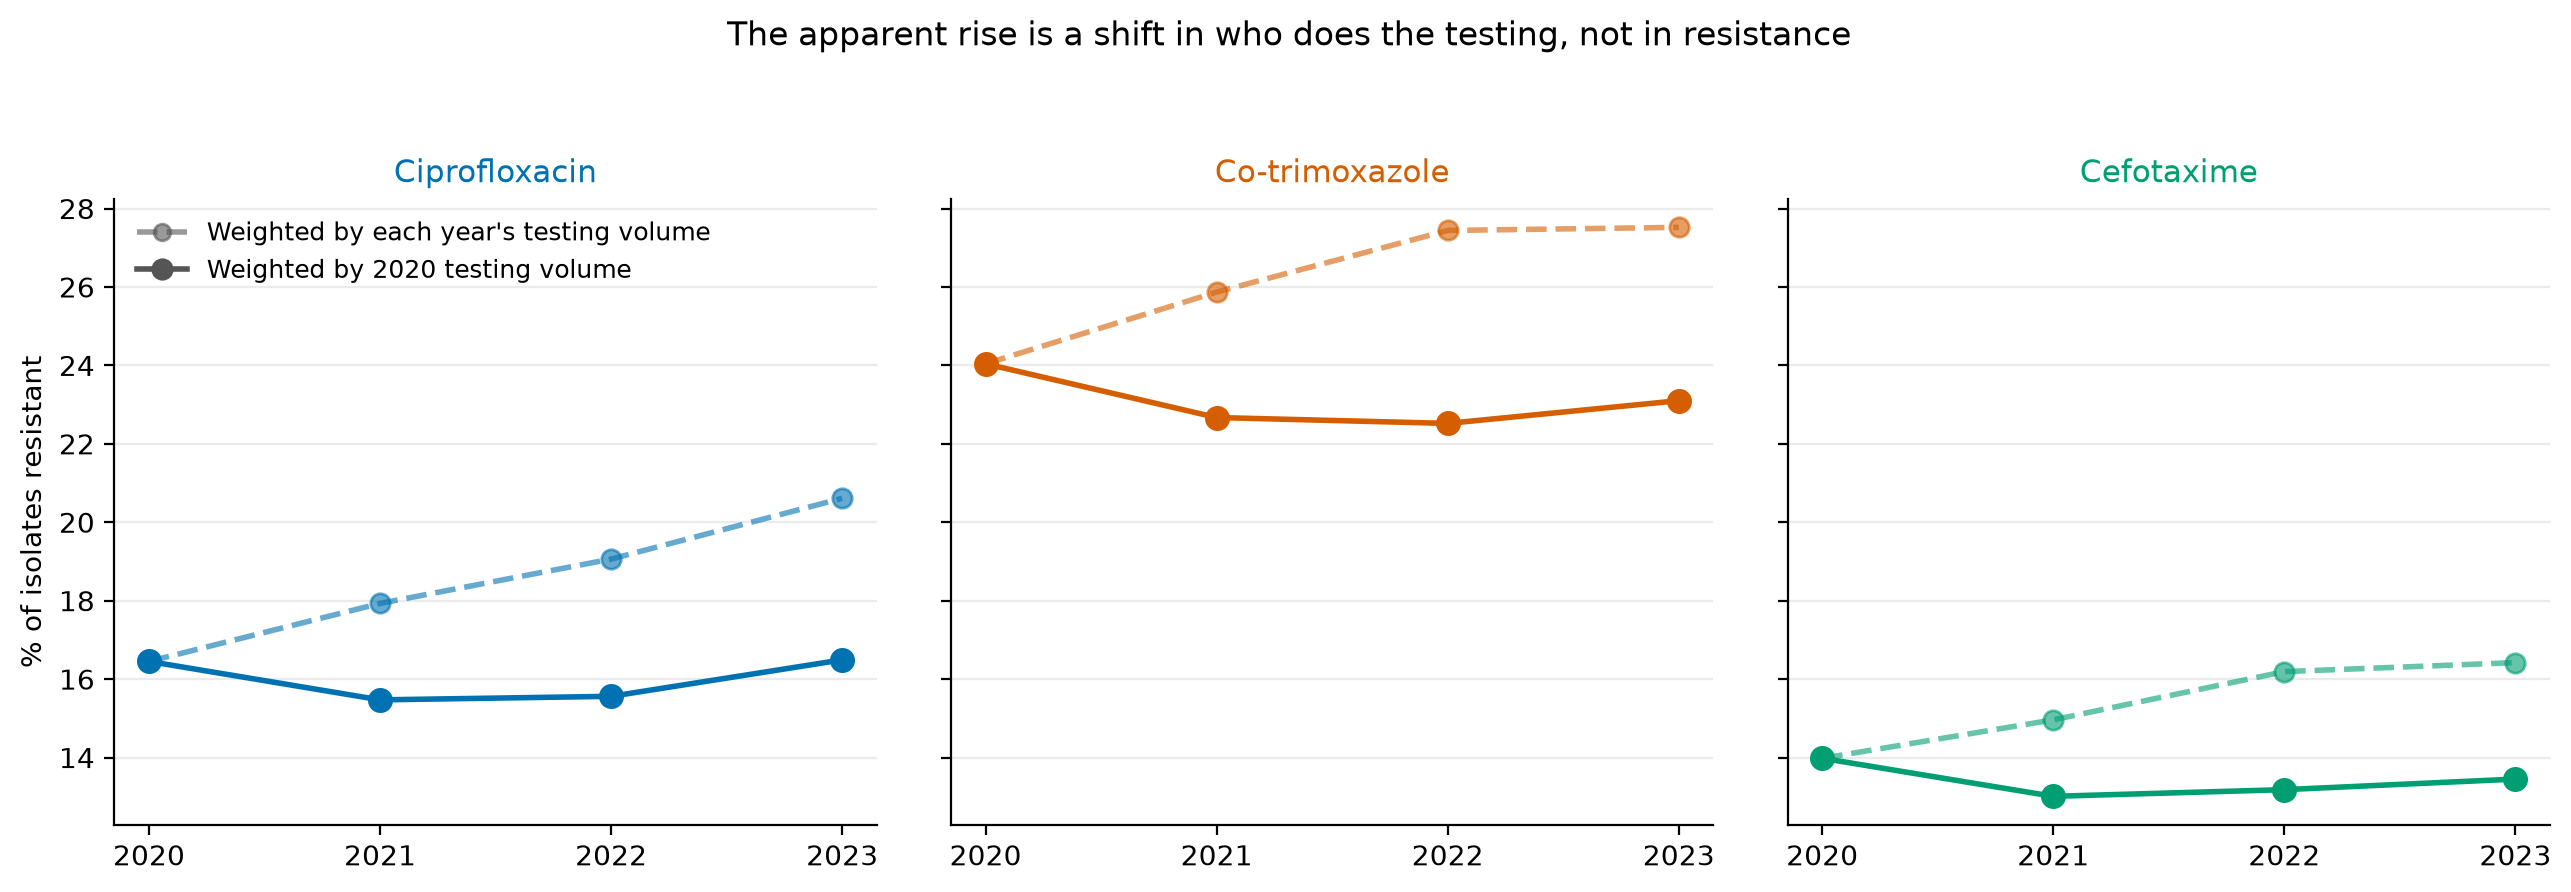 The apparent rise is a shift in who does the testing, not in resistance
Ciprofloxacin
Co-trimoxazole
Cefotaxime
Weighted by each year's testing volume
Weighted by 2020 testing volume
% of isolates resistant
28
26
24
22
20
18
16
14
2020 2021 2022 2023
2020 2021 2022 2023
2020 2021 2022 2023